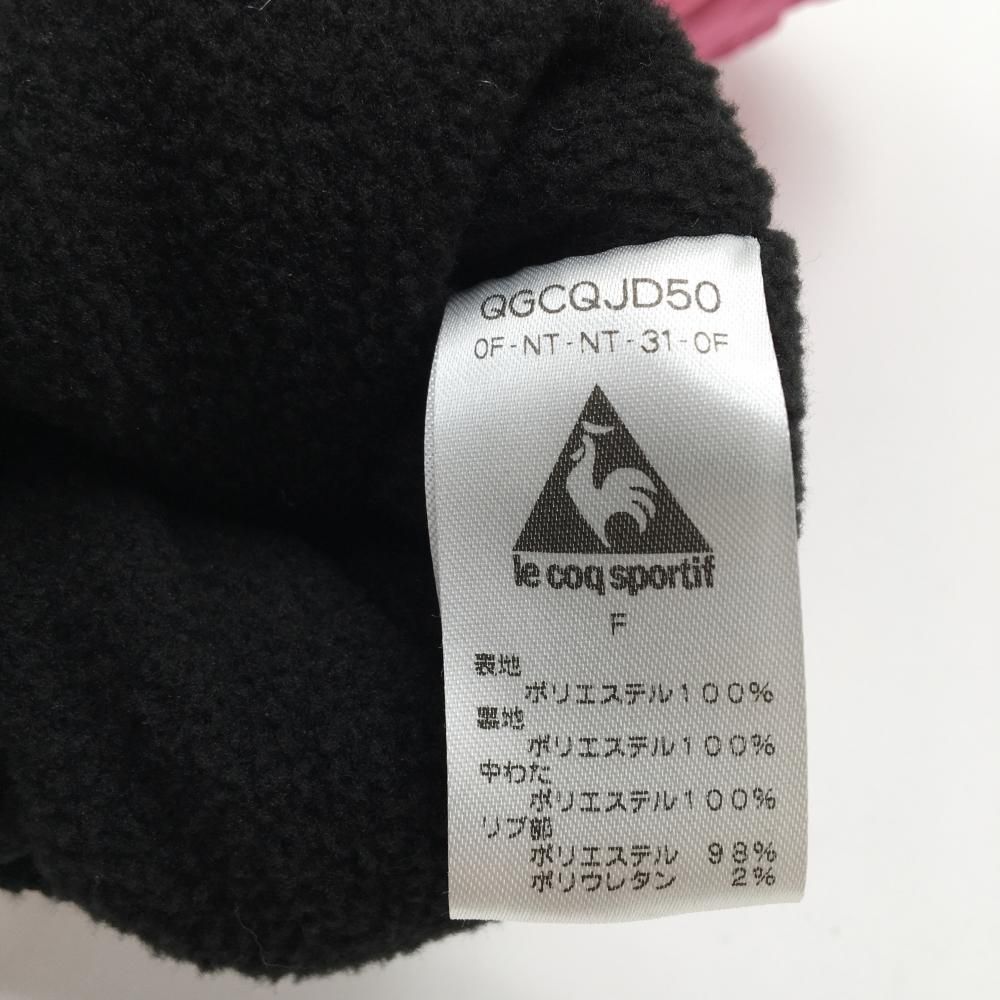 QGCQJD50
0F-NT-NT-31-0F
le coq sportif
F
表地
ポリエステル100%
裏地
ポリエステル100%
中わた
ポリエステル100%
リブ部
ポリエステル 98%
ポリウレタン 2%